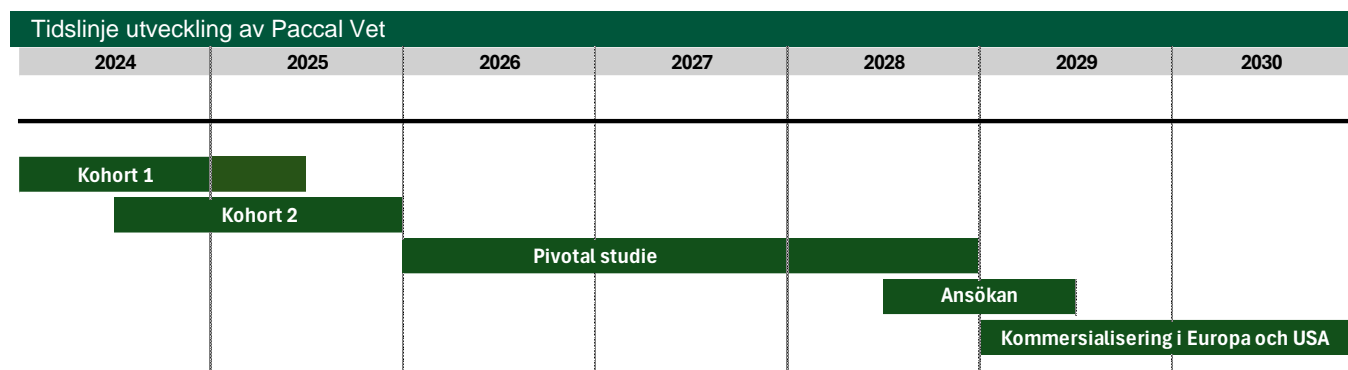 Tidslinje utveckling av Paccal Vet
2024 2025 2026 2027 2028 2029 2030
Kohort 1
Kohort 2
Pivotal studie
Ansökan
Kommersialisering i Europa och USA